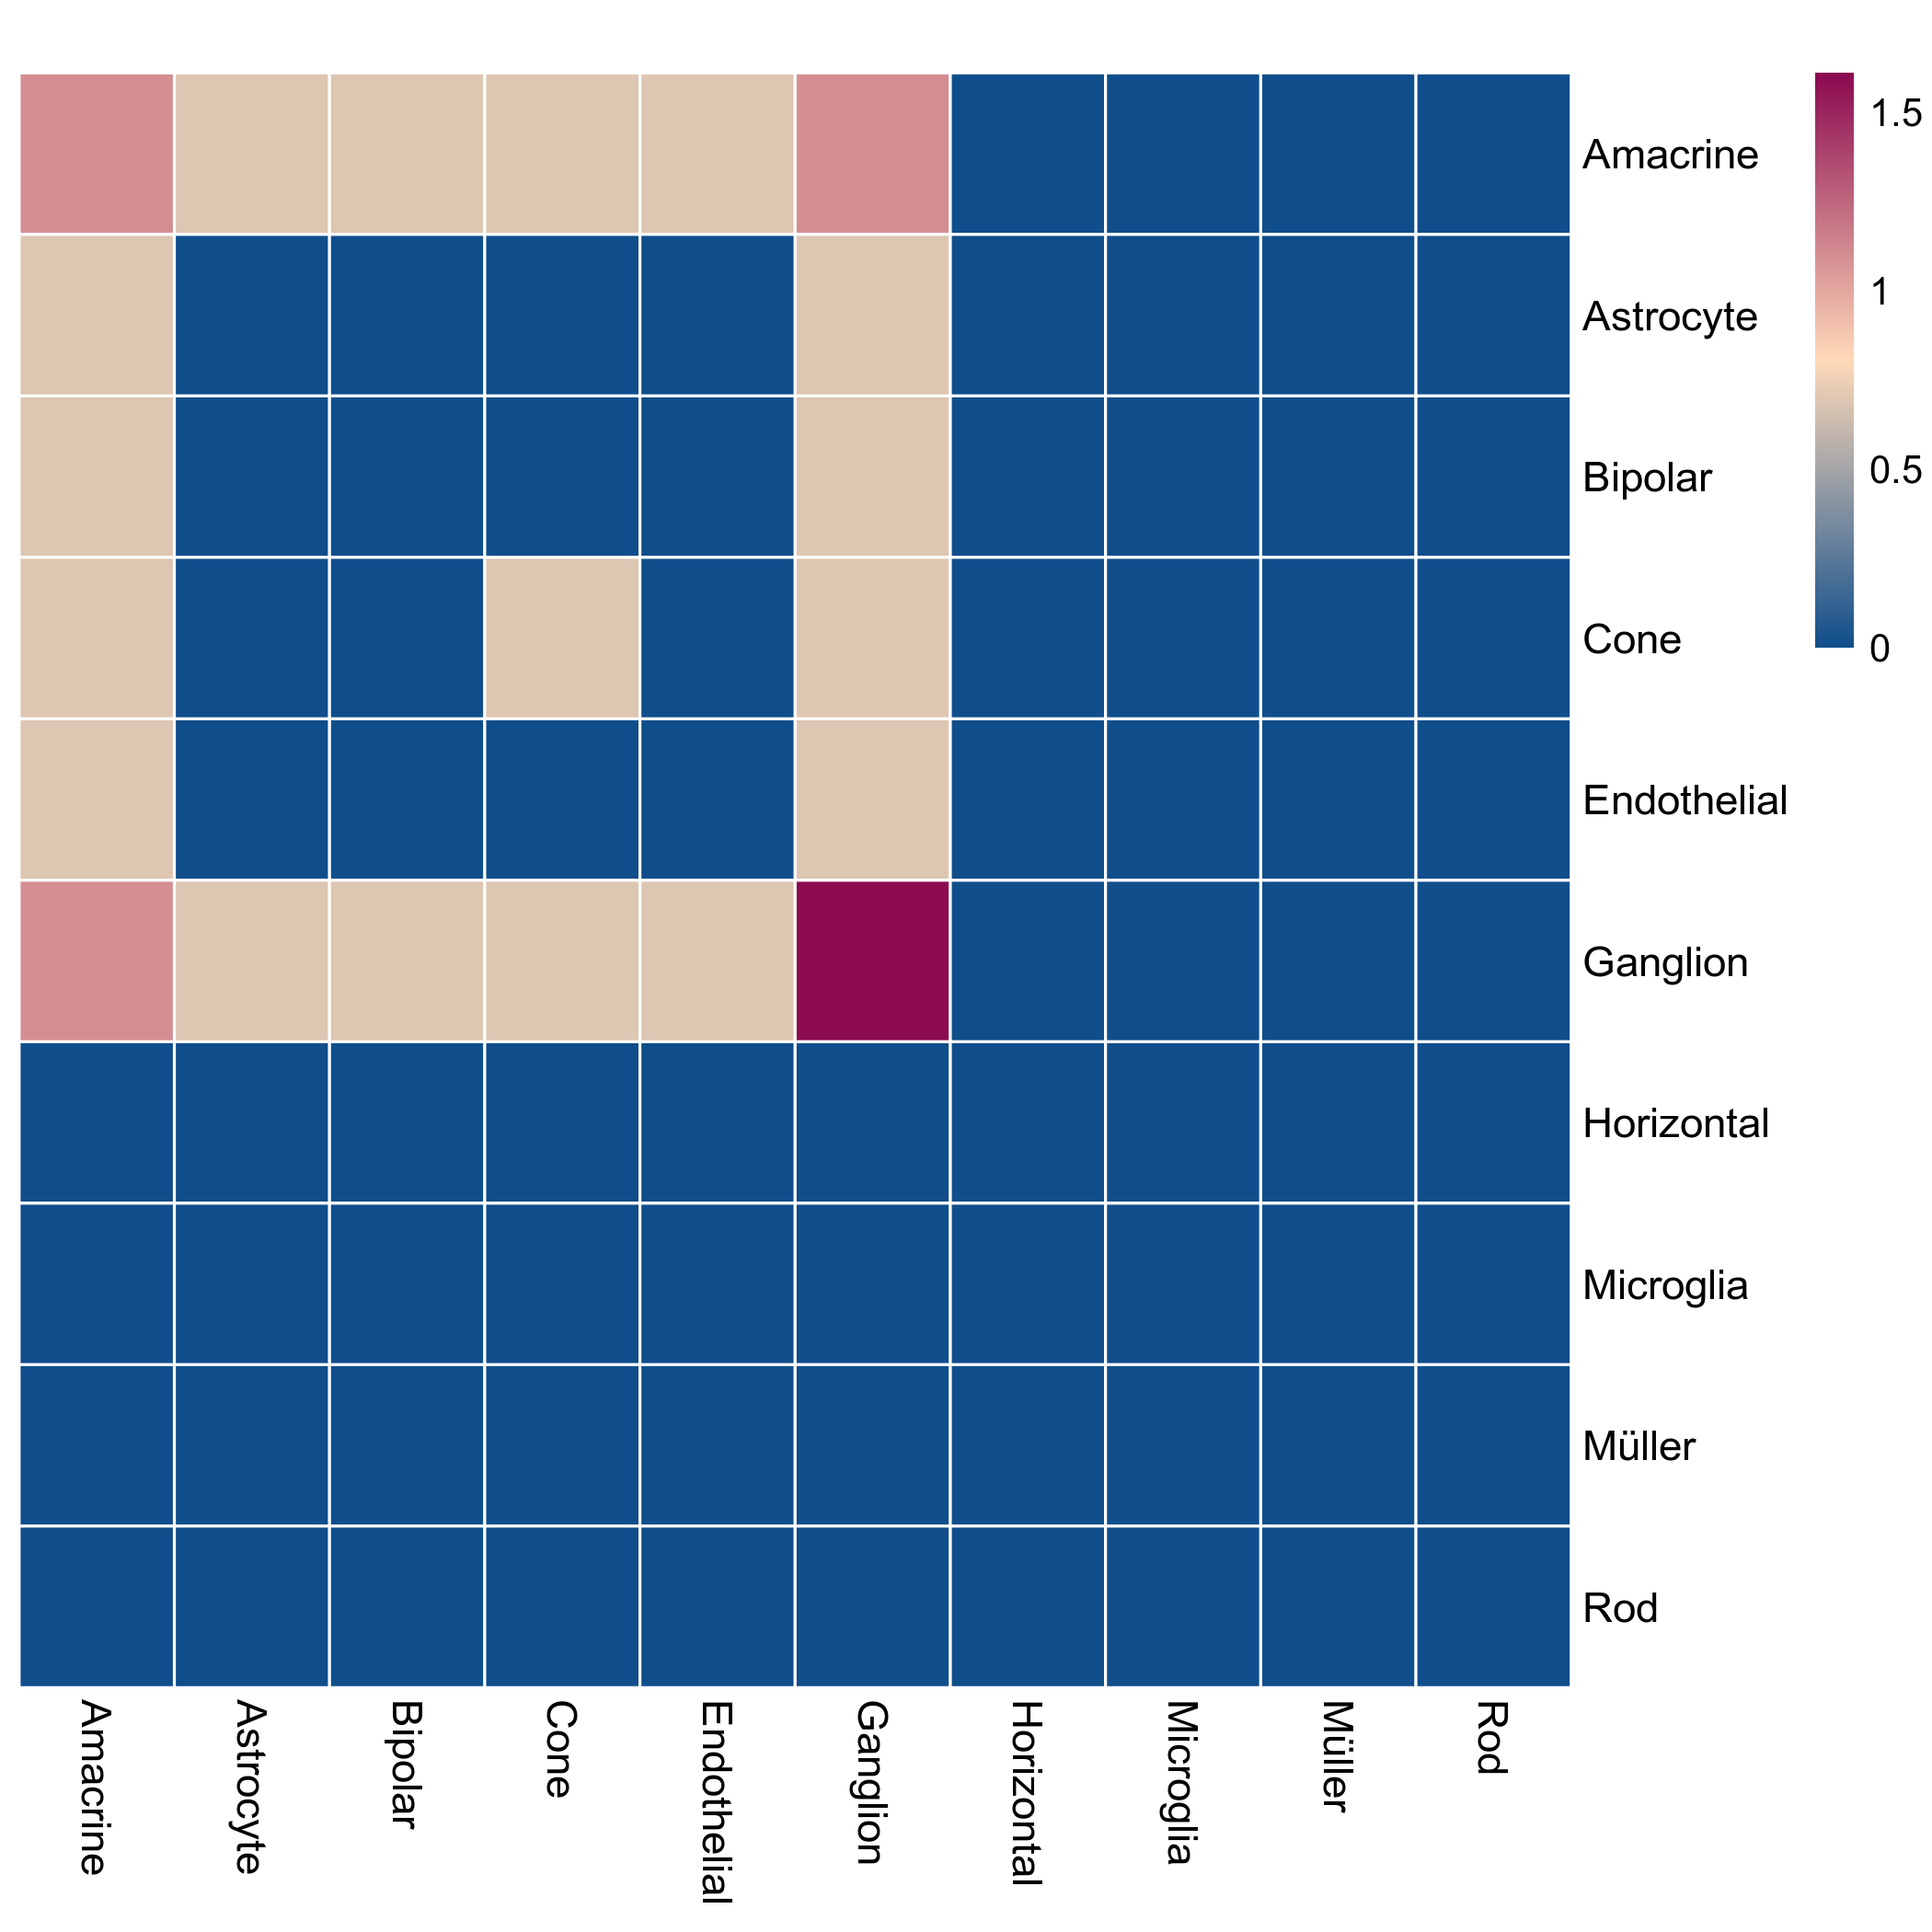 Amacrine
Astrocyte
Bipolar
Cone
Endothelial
Ganglion
Horizontal
Microglia
Müller
Rod
1.5
1
0.5
0
Amacrine
Astrocyte
Bipolar
Cone
Endothelial
Ganglion
Horizontal
Microglia
Müller
Rod